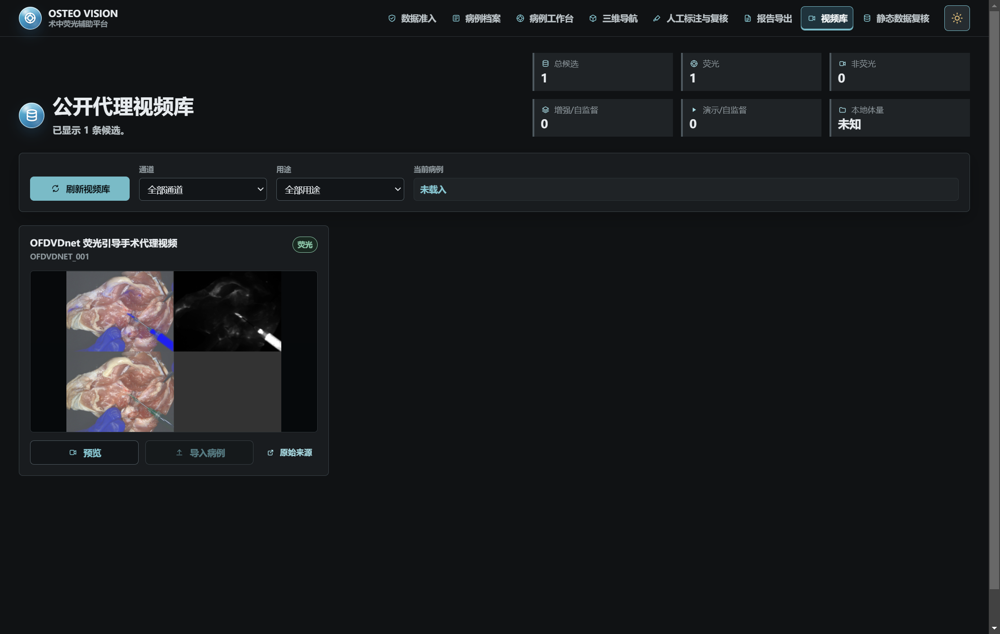 OSTEO VISION
术中荧光辅助平台
数据准入
病例档案
病例工作台
三维导航
人工标注与复核
报告导出
视频库
静态数据复核
总候选
1
荧光
1
非荧光
0
增强/自监督
0
演示/自监督
0
本地体量
未知
公开代理视频库
已显示 1 条候选。
刷新视频库
通道
全部通道
用途
全部用途
当前病例
未载入
OFDVDnet 荧光引导手术代理视频
荧光
OFDVDNET_001
预览
导入病例
原始来源